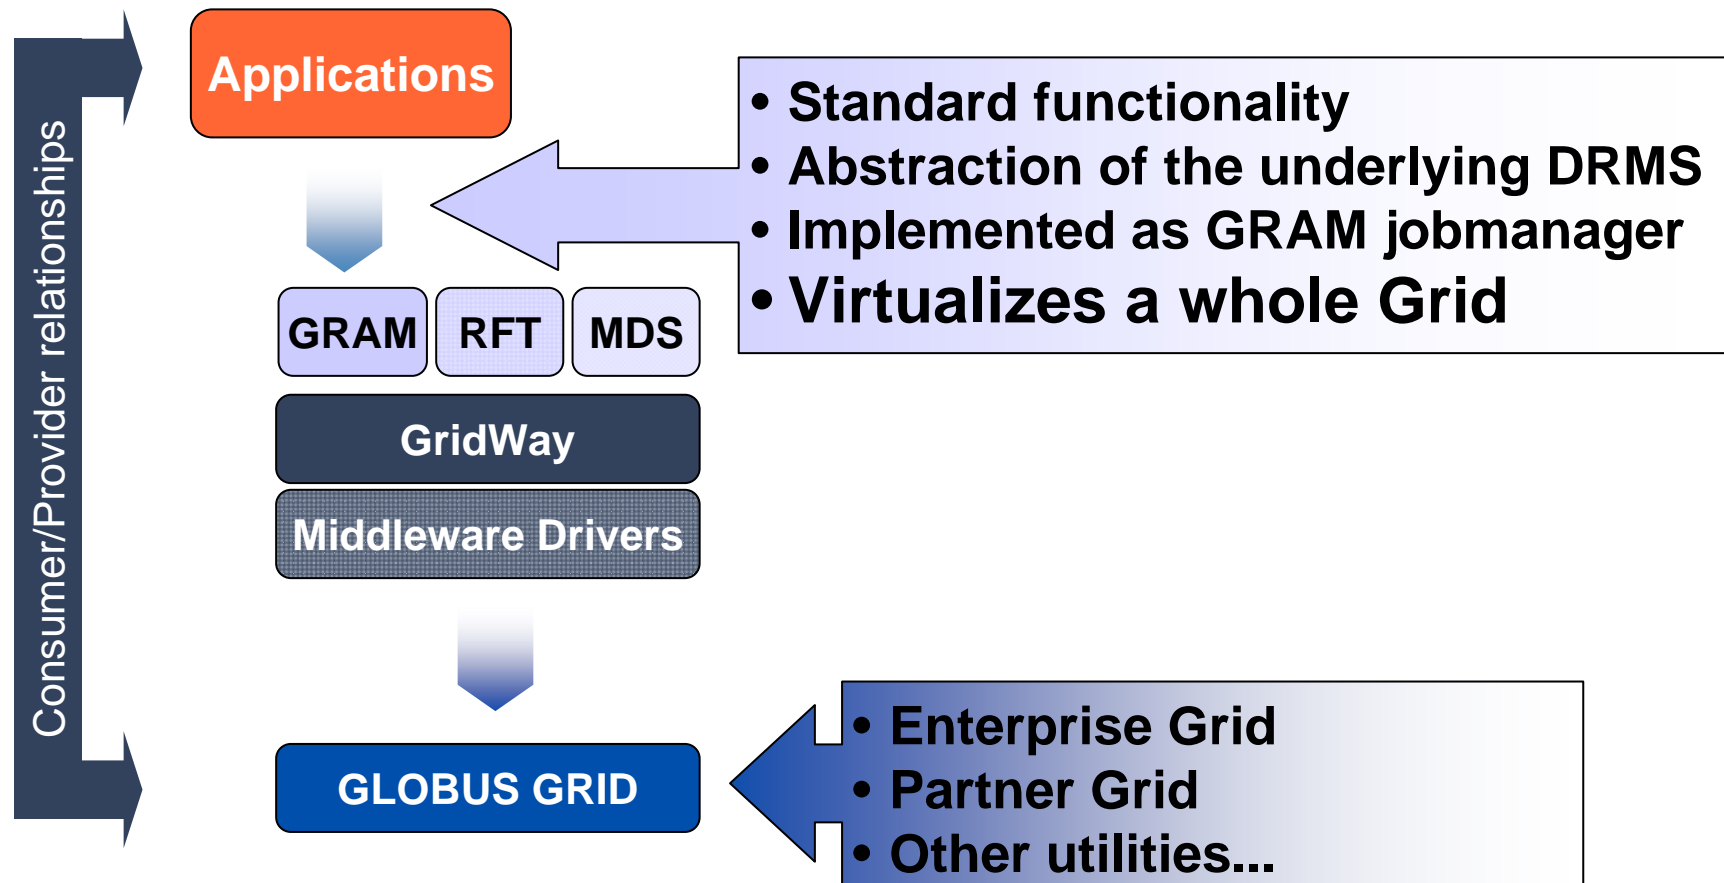 Consumer/Provider relationships
Applications
• Standard functionality
• Abstraction of the underlying DRMS
• Implemented as GRAM jobmanager
• Virtualizes a whole Grid
GRAM RFT MDS
GridWay
Middleware Drivers
GLOBUS GRID
• Enterprise Grid
• Partner Grid
• Other utilities...